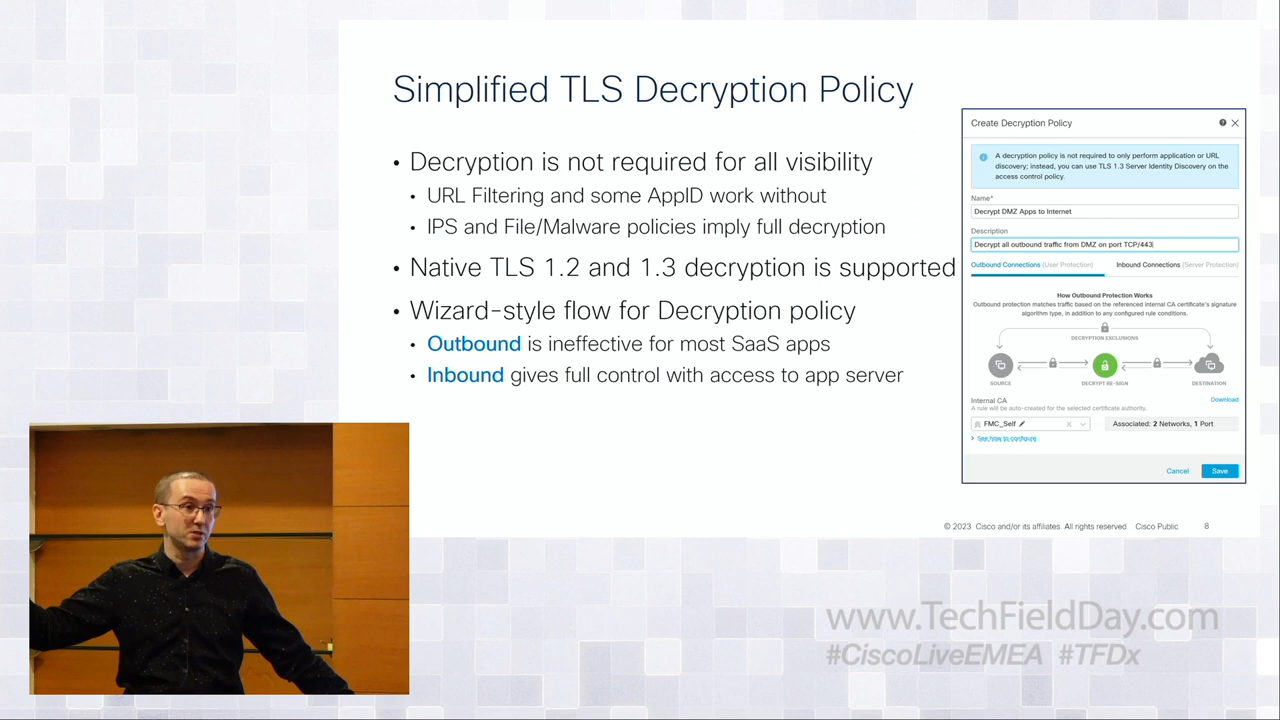 Simplified TLS Decryption Policy
• Decryption is not required for all visibility
• URL Filtering and some AppID work without
• IPS and File/Malware policies imply full decryption
• Native TLS 1.2 and 1.3 decryption is supported
• Wizard-style flow for Decryption policy
• Outbound is ineffective for most SaaS apps
• Inbound gives full control with access to app server
Create Decryption Policy
A decryption policy is not required to only perform application or URL
discovery; instead, you can use TLS 1.3 Server Identity Discovery on the
access control policy.
Name*
Decrypt DMZ Apps to Internet
Description
Decrypt all outbound traffic from DMZ on port TCP/443
Outbound Connections (User Protection) Inbound Connections (Server Protection)
How Outbound Protection Works
Outbound protection matches traffic based on the referenced internal CA certificate's signature
algorithm type, in addition to any configured rule conditions.
DECRYPTION EXCLUSIONS
SOURCE DECRYPT RE-SIGN DESTINATION
Internal CA Download
A rule will be auto-created for the selected certificate authority.
FMC_Self Associated: 2 Networks, 1 Port
> See how to configure
Cancel Save
© 2023 Cisco and/or its affiliates. All rights reserved. Cisco Public 8
www.TechFieldDay.com
#CiscoLiveEMEA #TFDx